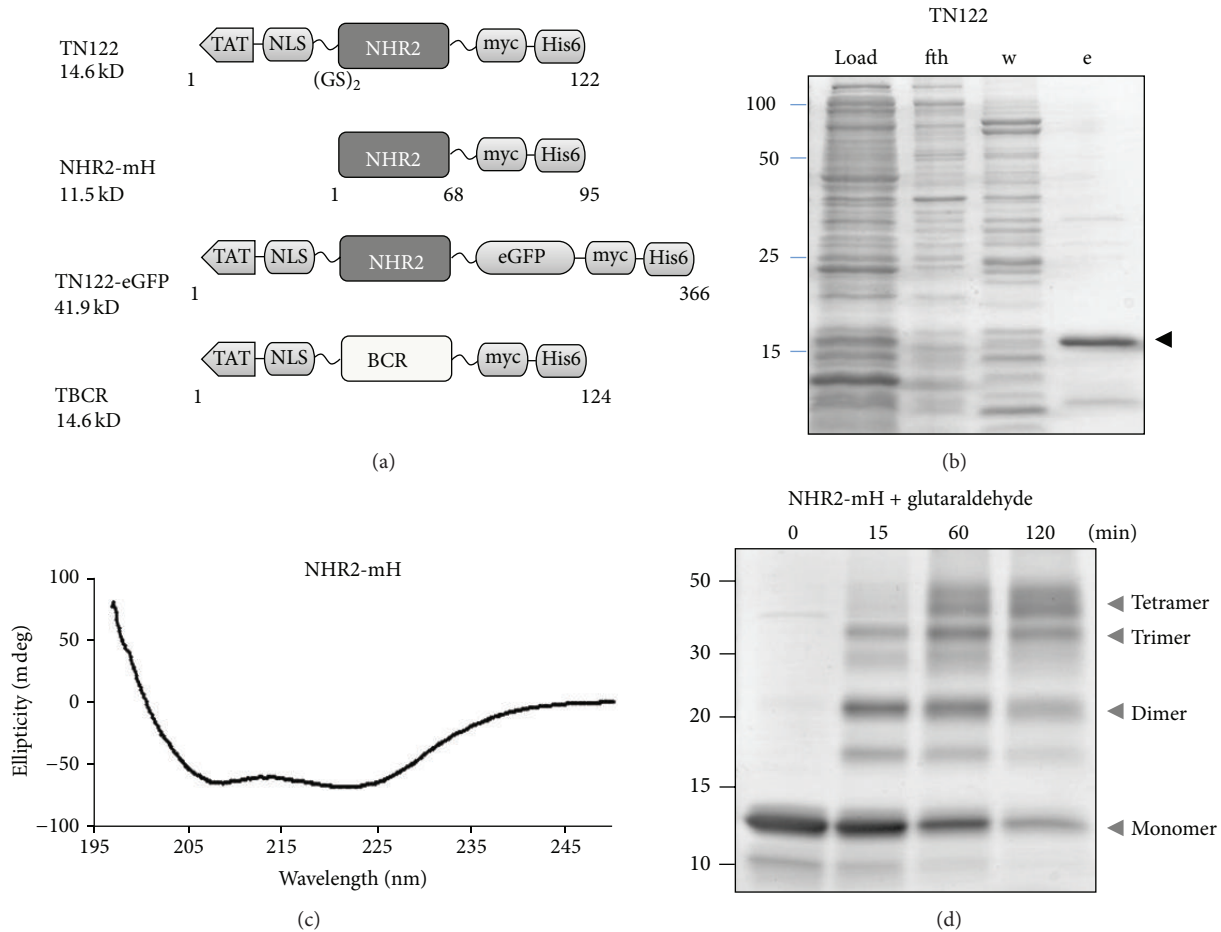 TN122
14.6 kD
TAT NLS NHR2 myc His6
1 (GS)₂ 122
NHR2-mH
11.5 kD
NHR2 myc His6
1 68 95
TN122-eGFP
41.9 kD
TAT NLS NHR2 eGFP myc His6
1 366
TBCR
14.6 kD
TAT NLS BCR myc His6
1 124
(a)
TN122
Load fth w e
100
50
25
15
(b)
NHR2-mH
Ellipticity (m deg)
100
50
0
−50
−100
195 205 215 225 235 245
Wavelength (nm)
(c)
NHR2-mH + glutaraldehyde
0 15 60 120 (min)
50
30
20
15
10
Tetramer
Trimer
Dimer
Monomer
(d)